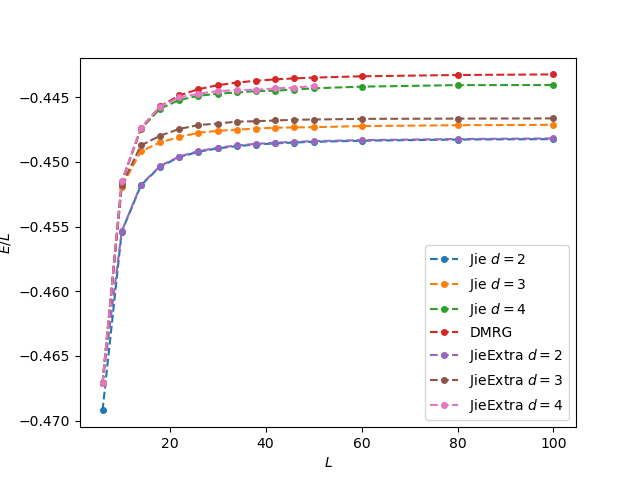 −0.445
−0.450
−0.455
−0.460
−0.465
−0.470
E/L
20
40
60
80
100
L
Jie d = 2
Jie d = 3
Jie d = 4
DMRG
JieExtra d = 2
JieExtra d = 3
JieExtra d = 4